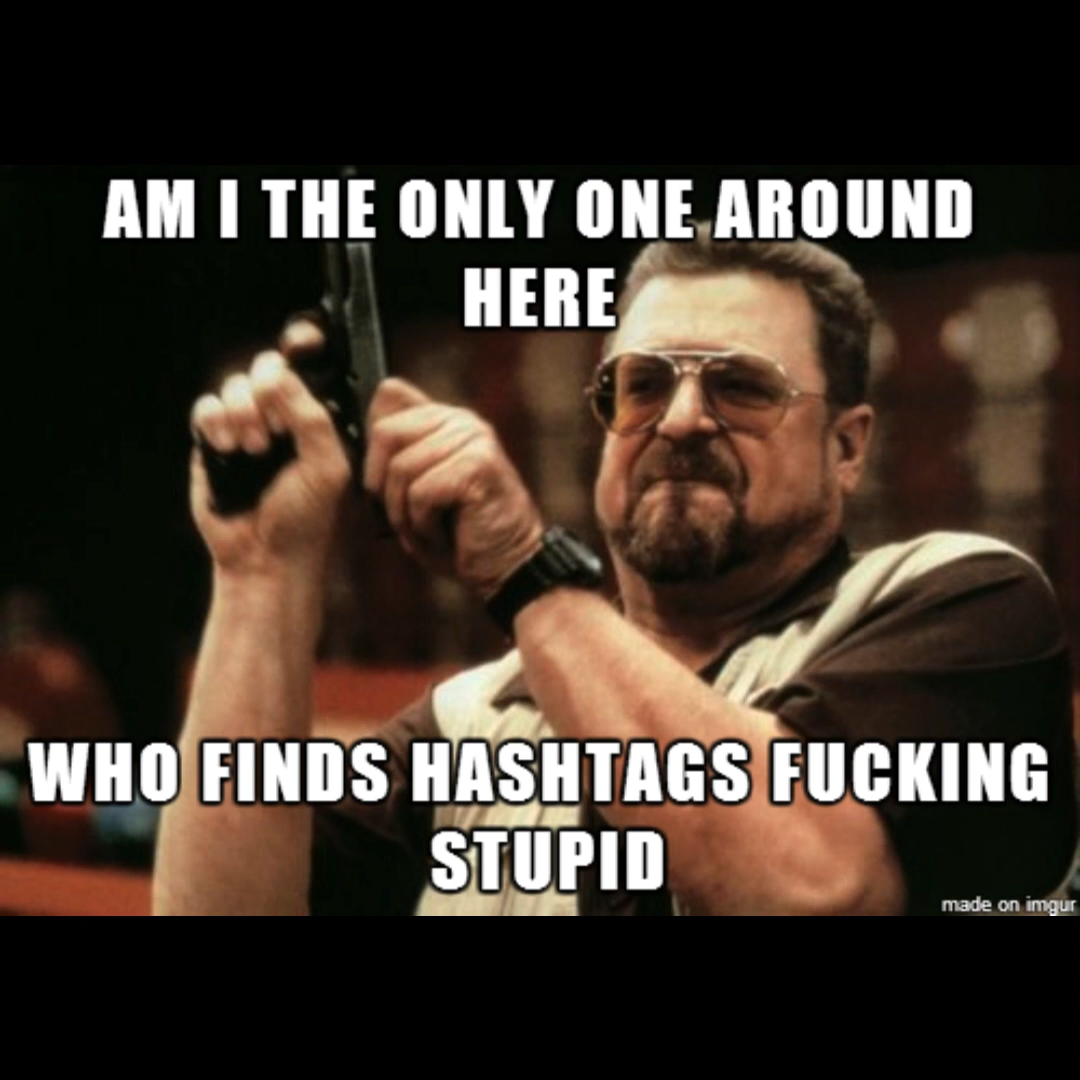 AM I THE ONLY ONE AROUND
HERE
WHO FINDS HASHTAGS FUCKING
STUPID
made on imgur